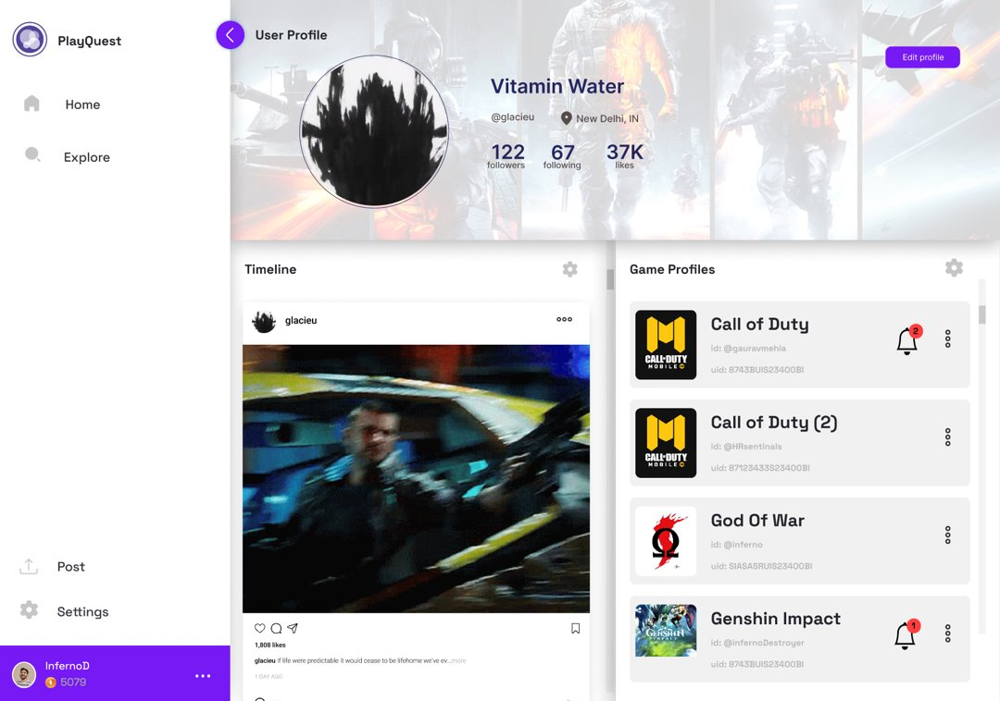 PlayQuest
Home
Explore
Post
Settings
InfernoD
5079
User Profile
Edit profile
Vitamin Water
@glacieu
New Delhi, IN
122
followers
67
following
37K
likes
Timeline
glacieu
1,808 likes
glacieu If life were predictable it would cease to be lifehome we've ev...more
1 DAY AGO
Game Profiles
CALL OF DUTY
MOBILE
Call of Duty
id: @gauravmehla
uid: 8743BUIS23400BI
2
CALL OF DUTY
MOBILE
Call of Duty (2)
id: @HRsentinals
uid: 87123433S23400BI
God Of War
id: @inferno
uid: SIASASRUIS23400BI
GENSHIN
IMPACT
Genshin Impact
id: @InfernoDestroyer
uid: 8743BUIS23400BI
1